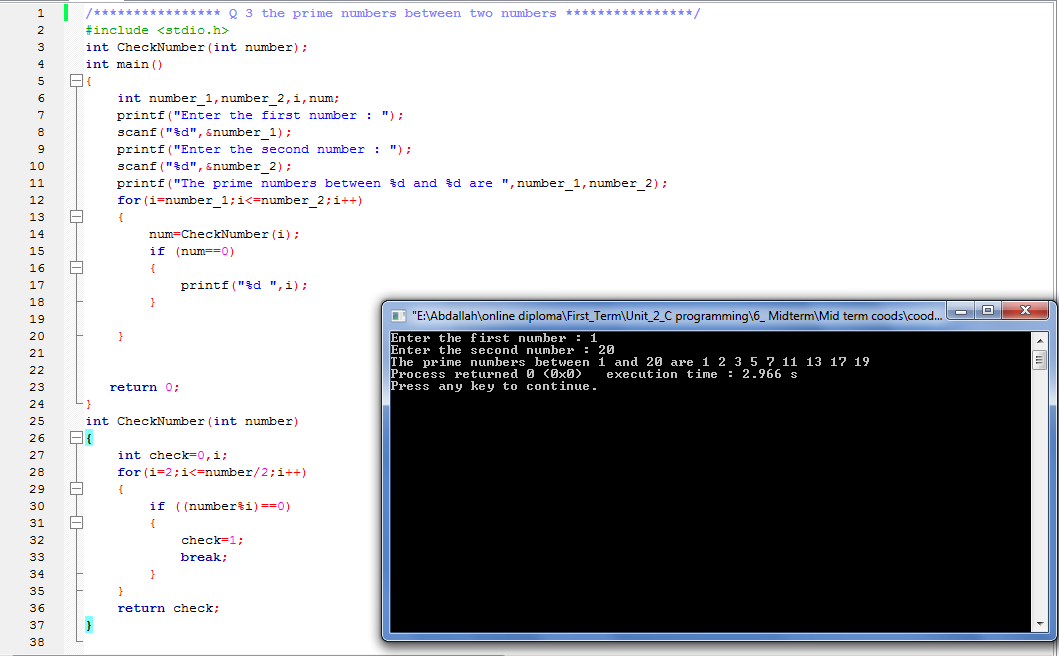 1 /**************** Q 3 the prime numbers between two numbers ****************/
2 #include <stdio.h>
3 int CheckNumber(int number);
4 int main()
5 {
6 int number_1,number_2,i,num;
7 printf("Enter the first number : ");
8 scanf("%d",&number_1);
9 printf("Enter the second number : ");
10 scanf("%d",&number_2);
11 printf("The prime numbers between %d and %d are ",number_1,number_2);
12 for(i=number_1;i<=number_2;i++)
13 {
14 num=CheckNumber(i);
15 if (num==0)
16 {
17 printf("%d ",i);
18 }
19
20 }
21
22
23 return 0;
24 }
25 int CheckNumber(int number)
26 {
27 int check=0,i;
28 for(i=2;i<=number/2;i++)
29 {
30 if ((number%i)==0)
31 {
32 check=1;
33 break;
34 }
35 }
36 return check;
37 }
38
"E:\Abdallah\online diploma\First_Term\Unit_2_C programming\6_ Midterm\Mid term coods\cood...
Enter the first number : 1
Enter the second number : 20
The prime numbers between 1 and 20 are 1 2 3 5 7 11 13 17 19
Process returned 0 (0x0)   execution time : 2.966 s
Press any key to continue.